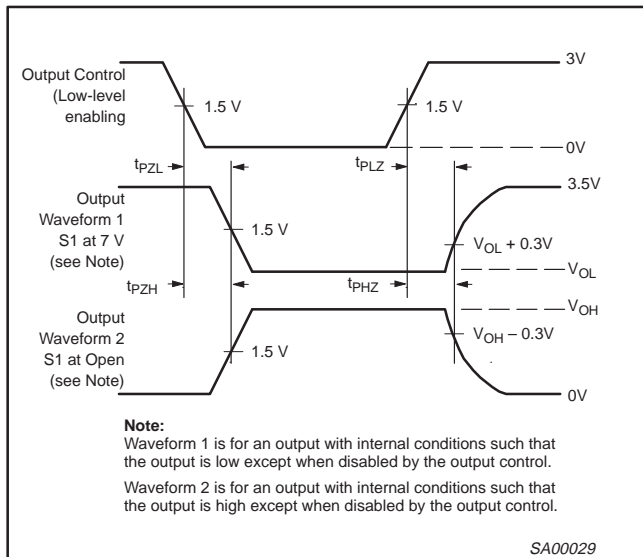 Output Control
(Low-level
enabling
1.5 V
1.5 V
3V
0V
tPZL
tPLZ
Output
Waveform 1
S1 at 7 V
(see Note)
1.5 V
3.5V
VOL + 0.3V
VOL
tPZH
tPHZ
VOH
Output
Waveform 2
S1 at Open
(see Note)
1.5 V
VOH – 0.3V
0V
Note:
Waveform 1 is for an output with internal conditions such that
the output is low except when disabled by the output control.
Waveform 2 is for an output with internal conditions such that
the output is high except when disabled by the output control.
SA00029